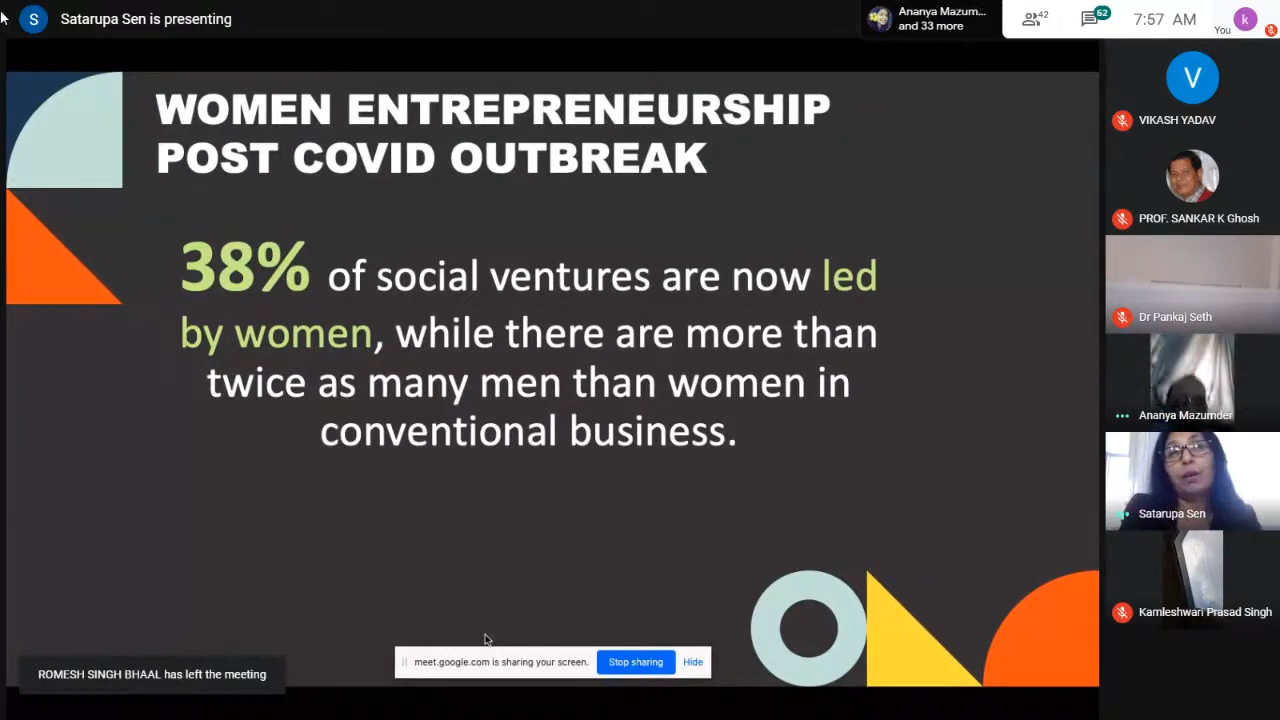 S Satarupa Sen is presenting
Ananya Mazum...
and 33 more
42
52
7:57 AM
You
k
WOMEN ENTREPRENEURSHIP
POST COVID OUTBREAK
38% of social ventures are now led
by women, while there are more than
twice as many men than women in
conventional business.
V
VIKASH YADAV
PROF. SANKAR K Ghosh
Dr Pankaj Seth
Ananya Mazumder
Satarupa Sen
Kamleshwari Prasad Singh
meet.google.com is sharing your screen. Stop sharing Hide
ROMESH SINGH BHAAL has left the meeting